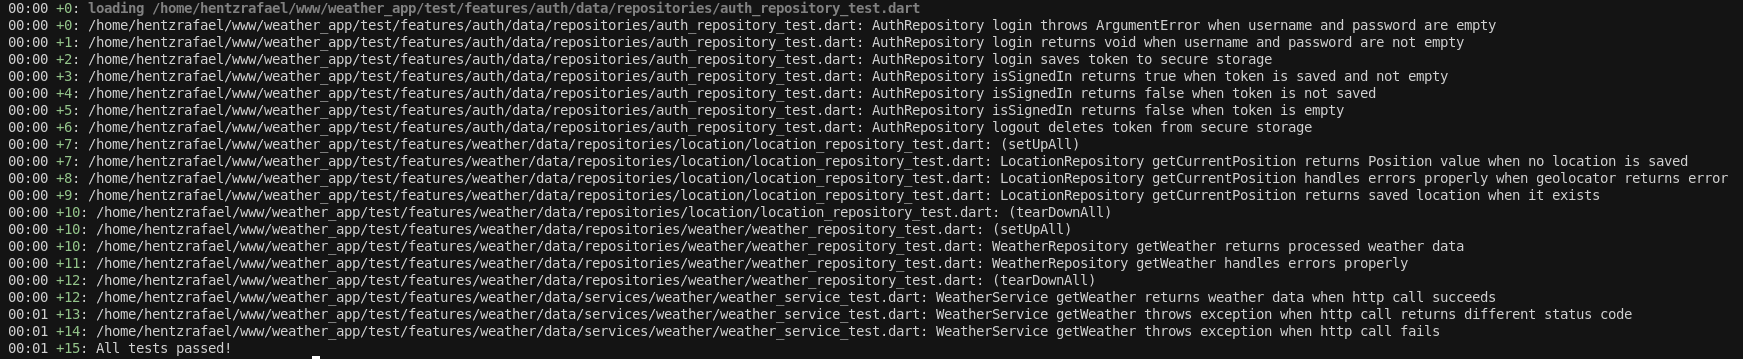 00:00 +0: loading /home/hentzrafael/www/weather_app/test/features/auth/data/repositories/auth_repository_test.dart
00:00 +0: /home/hentzrafael/www/weather_app/test/features/auth/data/repositories/auth_repository_test.dart: AuthRepository login throws ArgumentError when username and password are empty
00:00 +1: /home/hentzrafael/www/weather_app/test/features/auth/data/repositories/auth_repository_test.dart: AuthRepository login returns void when username and password are not empty
00:00 +2: /home/hentzrafael/www/weather_app/test/features/auth/data/repositories/auth_repository_test.dart: AuthRepository login saves token to secure storage
00:00 +3: /home/hentzrafael/www/weather_app/test/features/auth/data/repositories/auth_repository_test.dart: AuthRepository isSignedIn returns true when token is saved and not empty
00:00 +4: /home/hentzrafael/www/weather_app/test/features/auth/data/repositories/auth_repository_test.dart: AuthRepository isSignedIn returns false when token is not saved
00:00 +5: /home/hentzrafael/www/weather_app/test/features/auth/data/repositories/auth_repository_test.dart: AuthRepository isSignedIn returns false when token is empty
00:00 +6: /home/hentzrafael/www/weather_app/test/features/auth/data/repositories/auth_repository_test.dart: AuthRepository logout deletes token from secure storage
00:00 +7: /home/hentzrafael/www/weather_app/test/features/weather/data/repositories/location/location_repository_test.dart: (setUpAll)
00:00 +7: /home/hentzrafael/www/weather_app/test/features/weather/data/repositories/location/location_repository_test.dart: LocationRepository getCurrentPosition returns Position value when no location is saved
00:00 +8: /home/hentzrafael/www/weather_app/test/features/weather/data/repositories/location/location_repository_test.dart: LocationRepository getCurrentPosition handles errors properly when geolocator returns error
00:00 +9: /home/hentzrafael/www/weather_app/test/features/weather/data/repositories/location/location_repository_test.dart: LocationRepository getCurrentPosition returns saved location when it exists
00:00 +10: /home/hentzrafael/www/weather_app/test/features/weather/data/repositories/location/location_repository_test.dart: (tearDownAll)
00:00 +10: /home/hentzrafael/www/weather_app/test/features/weather/data/repositories/weather/weather_repository_test.dart: (setUpAll)
00:00 +10: /home/hentzrafael/www/weather_app/test/features/weather/data/repositories/weather/weather_repository_test.dart: WeatherRepository getWeather returns processed weather data
00:00 +11: /home/hentzrafael/www/weather_app/test/features/weather/data/repositories/weather/weather_repository_test.dart: WeatherRepository getWeather handles errors properly
00:00 +12: /home/hentzrafael/www/weather_app/test/features/weather/data/repositories/weather/weather_repository_test.dart: (tearDownAll)
00:00 +12: /home/hentzrafael/www/weather_app/test/features/weather/data/services/weather/weather_service_test.dart: WeatherService getWeather returns weather data when http call succeeds
00:01 +13: /home/hentzrafael/www/weather_app/test/features/weather/data/services/weather/weather_service_test.dart: WeatherService getWeather throws exception when http call returns different status code
00:01 +14: /home/hentzrafael/www/weather_app/test/features/weather/data/services/weather/weather_service_test.dart: WeatherService getWeather throws exception when http call fails
00:01 +15: All tests passed!